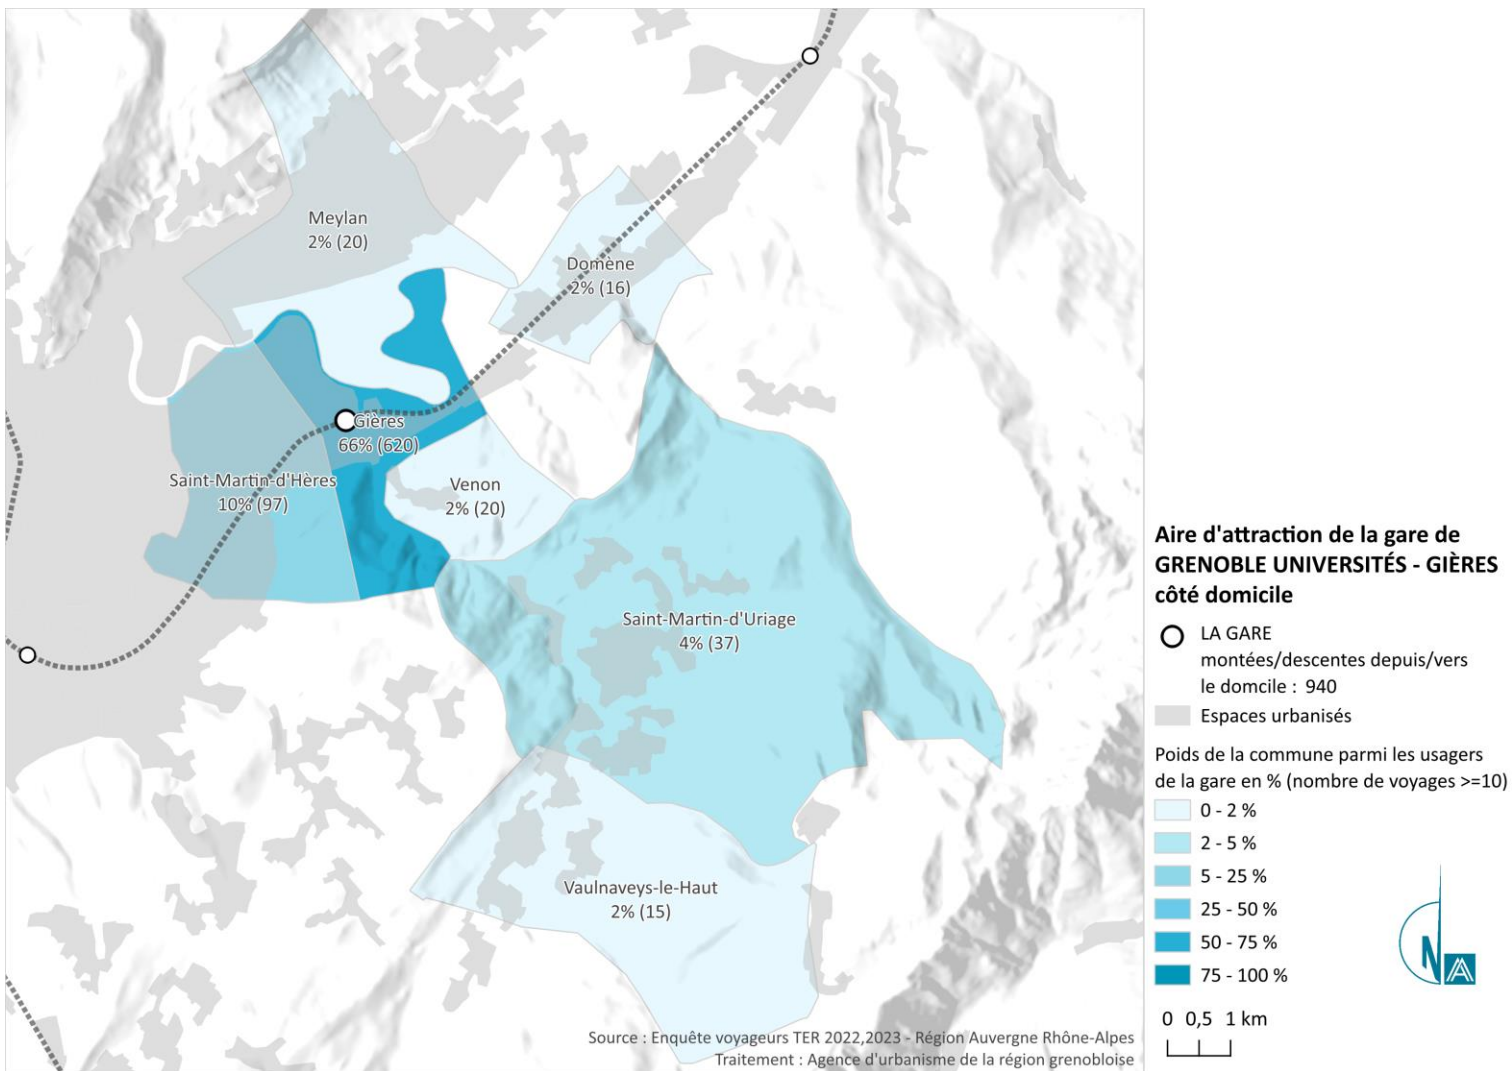 Meylan
2% (20)
Domène
2% (16)
Gières
66% (620)
Saint-Martin-d'Hères
10% (97)
Venon
2% (20)
Saint-Martin-d'Uriage
4% (37)
Vaulnaveys-le-Haut
2% (15)
Source : Enquête voyageurs TER 2022,2023 - Région Auvergne Rhône-Alpes
Traitement : Agence d'urbanisme de la région grenobloise
Aire d'attraction de la gare de
GRENOBLE UNIVERSITÉS - GIÈRES
côté domicile
LA GARE
montées/descentes depuis/vers
le domcile : 940
Espaces urbanisés
Poids de la commune parmi les usagers
de la gare en % (nombre de voyages >=10)
0 - 2 %
2 - 5 %
5 - 25 %
25 - 50 %
50 - 75 %
75 - 100 %
N
0 0,5 1 km